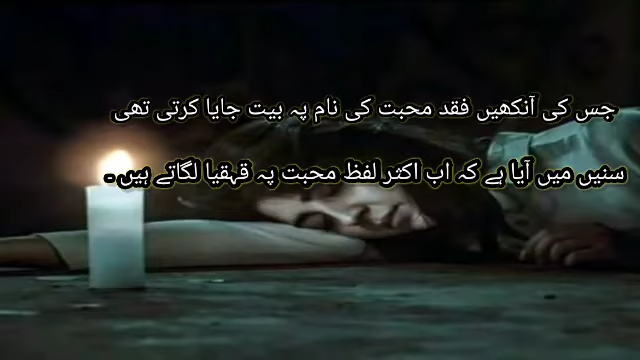 جس کی آنکھیں فقد محبت کی نام پہ بیت جایا کرتی تھی
سنیں میں آیا ہے کہ اب اکثر لفظ محبت پہ قہقیا لگاتے ہیں ۔